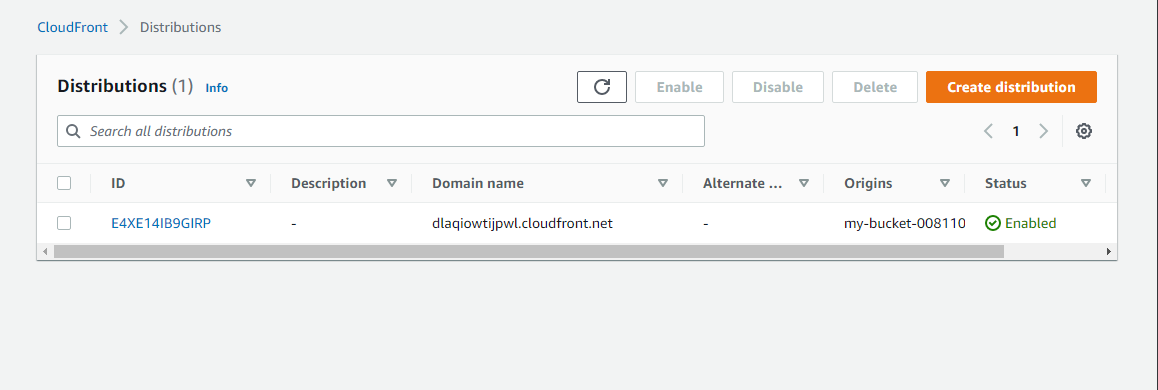 CloudFront > Distributions
Distributions (1) Info
Enable Disable Delete Create distribution
Search all distributions
1
ID Description Domain name Alternate ... Origins Status
E4XE14IB9GIRP - dlaqiowtijpwl.cloudfront.net - my-bucket-008110 Enabled